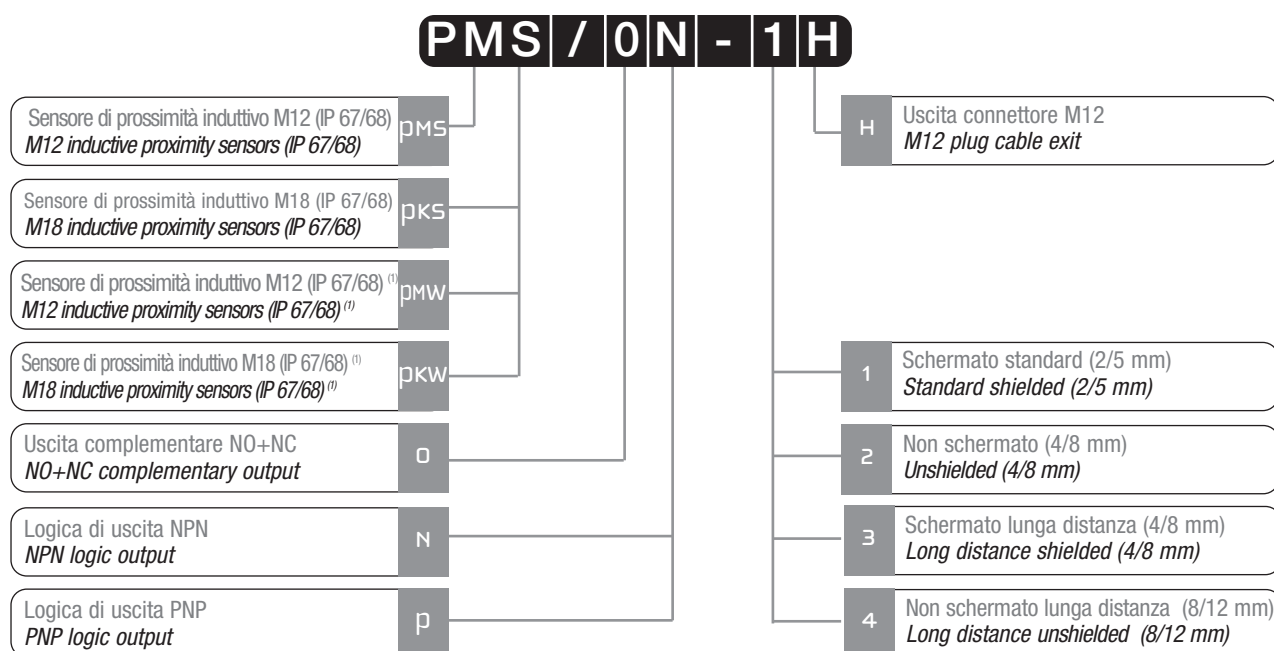 PMS/0N-1H
Sensore di prossimità induttivo M12 (IP 67/68)
M12 inductive proximity sensors (IP 67/68)
PMS
Sensore di prossimità induttivo M18 (IP 67/68)
M18 inductive proximity sensors (IP 67/68)
PKS
Sensore di prossimità induttivo M12 (IP 67/68) (1)
M12 inductive proximity sensors (IP 67/68) (1)
PMW
Sensore di prossimità induttivo M18 (IP 67/68) (1)
M18 inductive proximity sensors (IP 67/68) (1)
PKW
Uscita complementare NO+NC
NO+NC complementary output
0
Logica di uscita NPN
NPN logic output
N
Logica di uscita PNP
PNP logic output
P
H
Uscita connettore M12
M12 plug cable exit
1
Schermato standard (2/5 mm)
Standard shielded (2/5 mm)
2
Non schermato (4/8 mm)
Unshielded (4/8 mm)
3
Schermato lunga distanza (4/8 mm)
Long distance shielded (4/8 mm)
4
Non schermato lunga distanza (8/12 mm)
Long distance unshielded (8/12 mm)